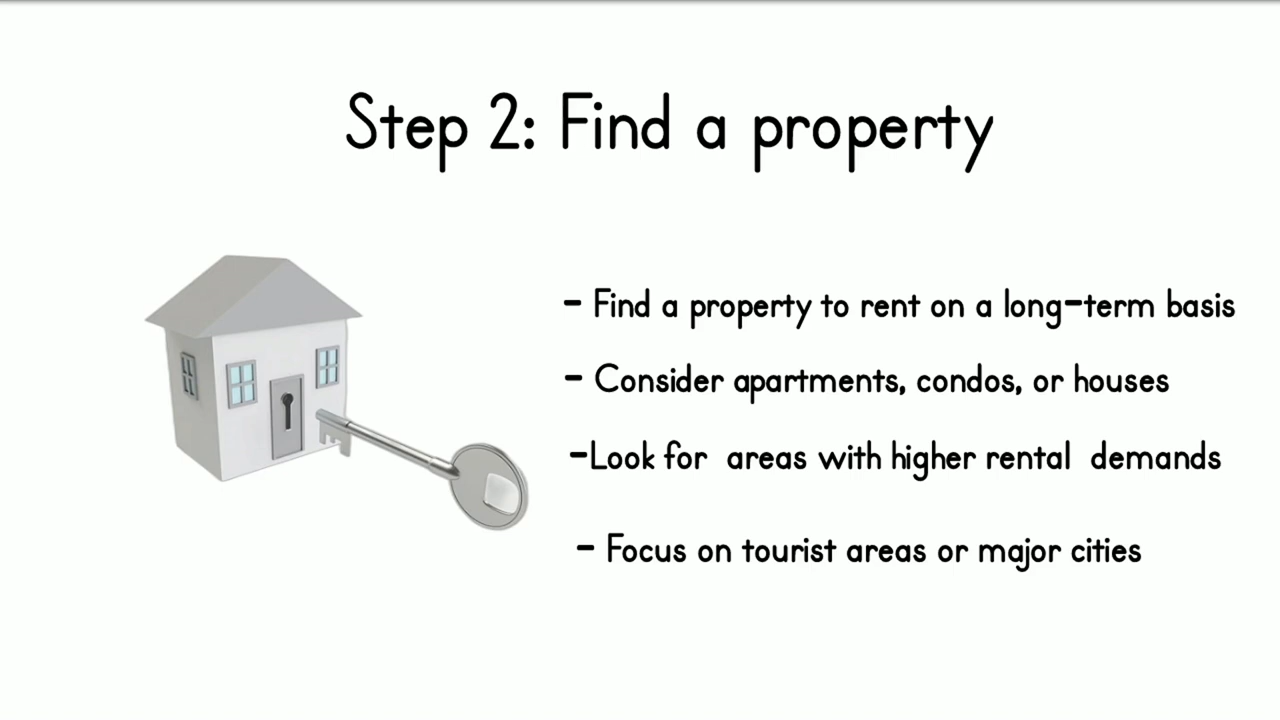 Step 2: Find a property
- Find a property to rent on a long-term basis
- Consider apartments, condos, or houses
-Look for areas with higher rental demands
- Focus on tourist areas or major cities